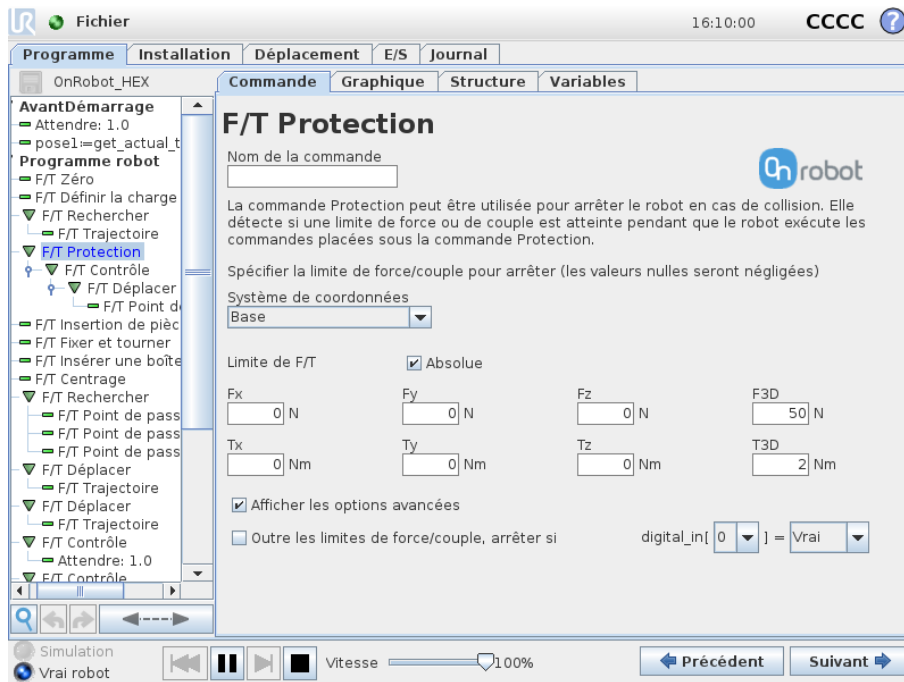 Fichier
16:10:00
CCCC
?
Programme
Installation
Déplacement
E/S
Journal
OnRobot_HEX
Commande
Graphique
Structure
Variables
AvantDémarrage
Attendre: 1.0
pose1:=get_actual_t
Programme robot
F/T Zéro
F/T Définir la charge
F/T Rechercher
F/T Trajectoire
F/T Protection
F/T Contrôle
F/T Déplacer
F/T Point de
F/T Insertion de pièc
F/T Fixer et tourner
F/T Insérer une boîte
F/T Centrage
F/T Rechercher
F/T Point de pass
F/T Point de pass
F/T Point de pass
F/T Déplacer
F/T Trajectoire
F/T Déplacer
F/T Trajectoire
F/T Contrôle
Attendre: 1.0
F/T Contrôle
F/T Protection
Nom de la commande
On robot
La commande Protection peut être utilisée pour arrêter le robot en cas de collision. Elle
détecte si une limite de force ou de couple est atteinte pendant que le robot exécute les
commandes placées sous la commande Protection.
Spécifier la limite de force/couple pour arrêter (les valeurs nulles seront négligées)
Système de coordonnées
Base
Limite de F/T
Absolue
Fx Fy Fz F3D
0 N 0 N 0 N 50 N
Tx Ty Tz T3D
0 Nm 0 Nm 0 Nm 2 Nm
Afficher les options avancées
Outre les limites de force/couple, arrêter si digital_in[ 0 ] = Vrai
Simulation
Vrai robot
Vitesse 100%
Précédent
Suivant